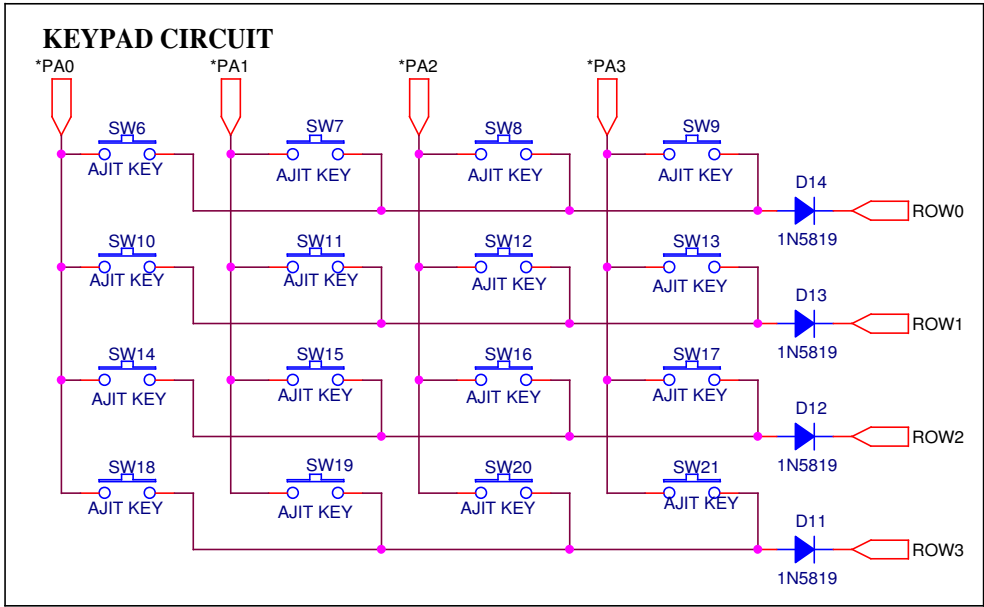 KEYPAD CIRCUIT
*PA0 *PA1 *PA2 *PA3
SW6 SW7 SW8 SW9
AJIT KEY AJIT KEY AJIT KEY AJIT KEY
D14
ROW0
1N5819
SW10 SW11 SW12 SW13
AJIT KEY AJIT KEY AJIT KEY AJIT KEY
D13
ROW1
1N5819
SW14 SW15 SW16 SW17
AJIT KEY AJIT KEY AJIT KEY AJIT KEY
D12
ROW2
1N5819
SW18 SW19 SW20 SW21
AJIT KEY AJIT KEY AJIT KEY AJIT KEY
D11
ROW3
1N5819